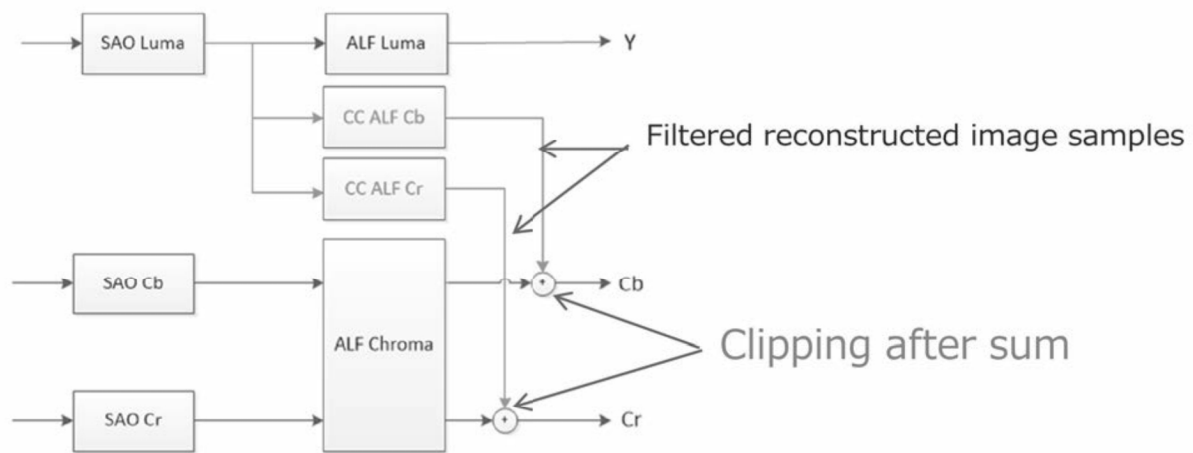 SAO Luma
ALF Luma
Y
CC ALF Cb
Filtered reconstructed image samples
CC ALF Cr
SAO Cb
+
Cb
ALF Chroma
Clipping after sum
SAO Cr
+
Cr